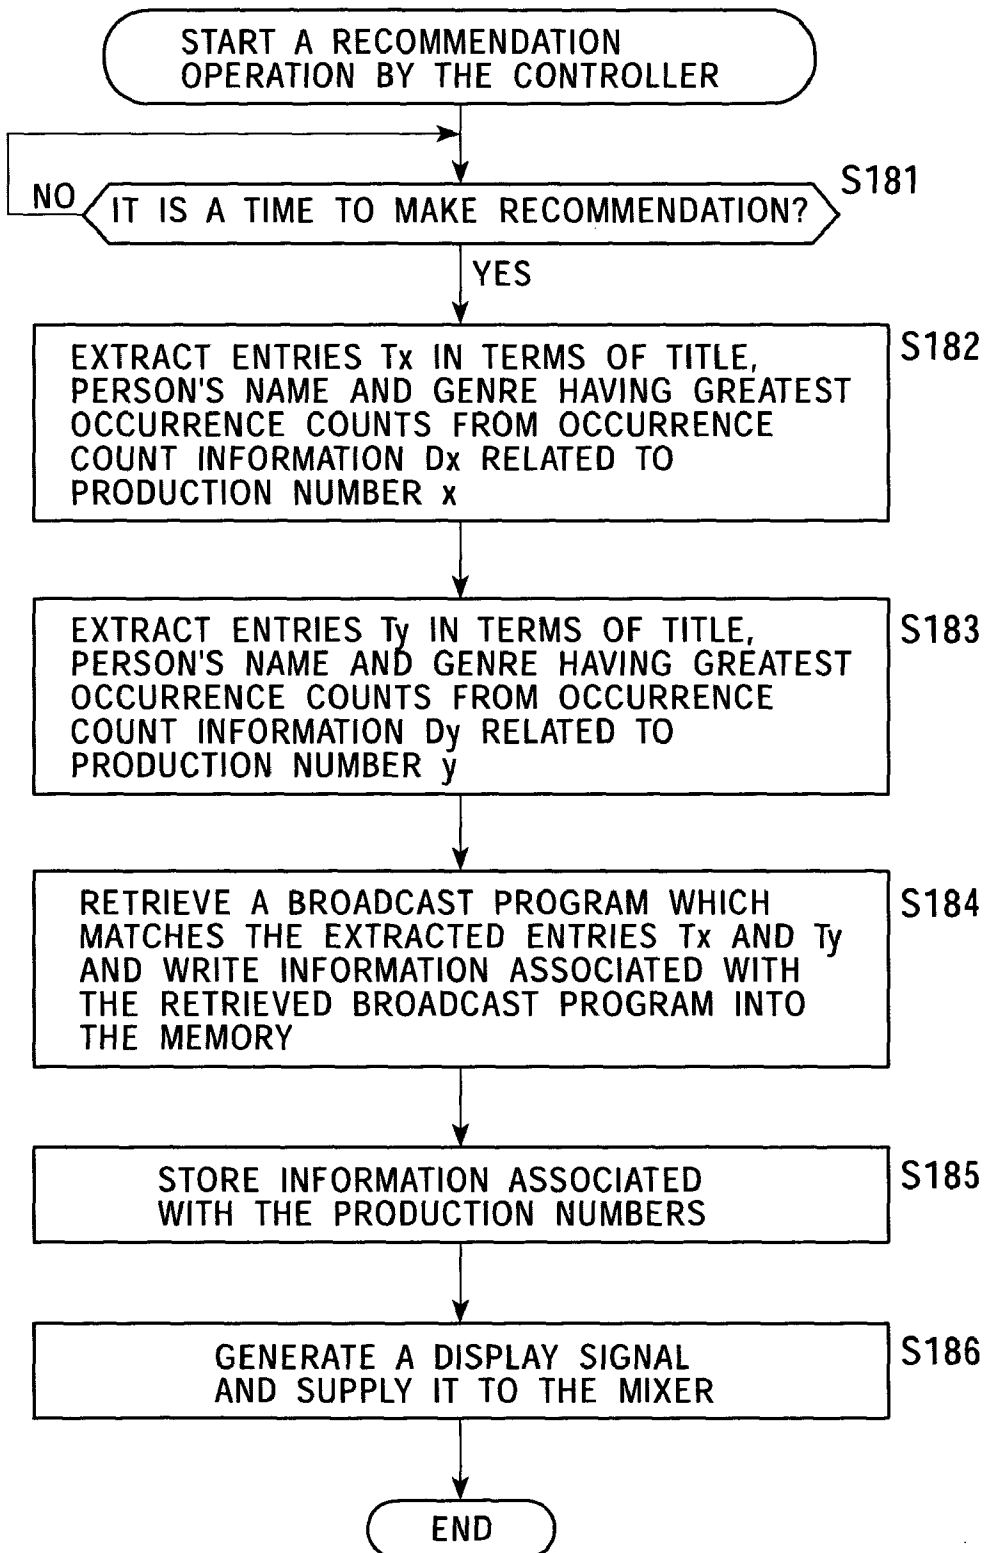 START A RECOMMENDATION
OPERATION BY THE CONTROLLER
NO
IT IS A TIME TO MAKE RECOMMENDATION?
S181
YES
S182
EXTRACT ENTRIES Tx IN TERMS OF TITLE,
PERSON'S NAME AND GENRE HAVING GREATEST
OCCURRENCE COUNTS FROM OCCURRENCE
COUNT INFORMATION Dx RELATED TO
PRODUCTION NUMBER x
S183
EXTRACT ENTRIES Ty IN TERMS OF TITLE,
PERSON'S NAME AND GENRE HAVING GREATEST
OCCURRENCE COUNTS FROM OCCURRENCE
COUNT INFORMATION Dy RELATED TO
PRODUCTION NUMBER y
S184
RETRIEVE A BROADCAST PROGRAM WHICH
MATCHES THE EXTRACTED ENTRIES Tx AND Ty
AND WRITE INFORMATION ASSOCIATED WITH
THE RETRIEVED BROADCAST PROGRAM INTO
THE MEMORY
S185
STORE INFORMATION ASSOCIATED
WITH THE PRODUCTION NUMBERS
S186
GENERATE A DISPLAY SIGNAL
AND SUPPLY IT TO THE MIXER
END